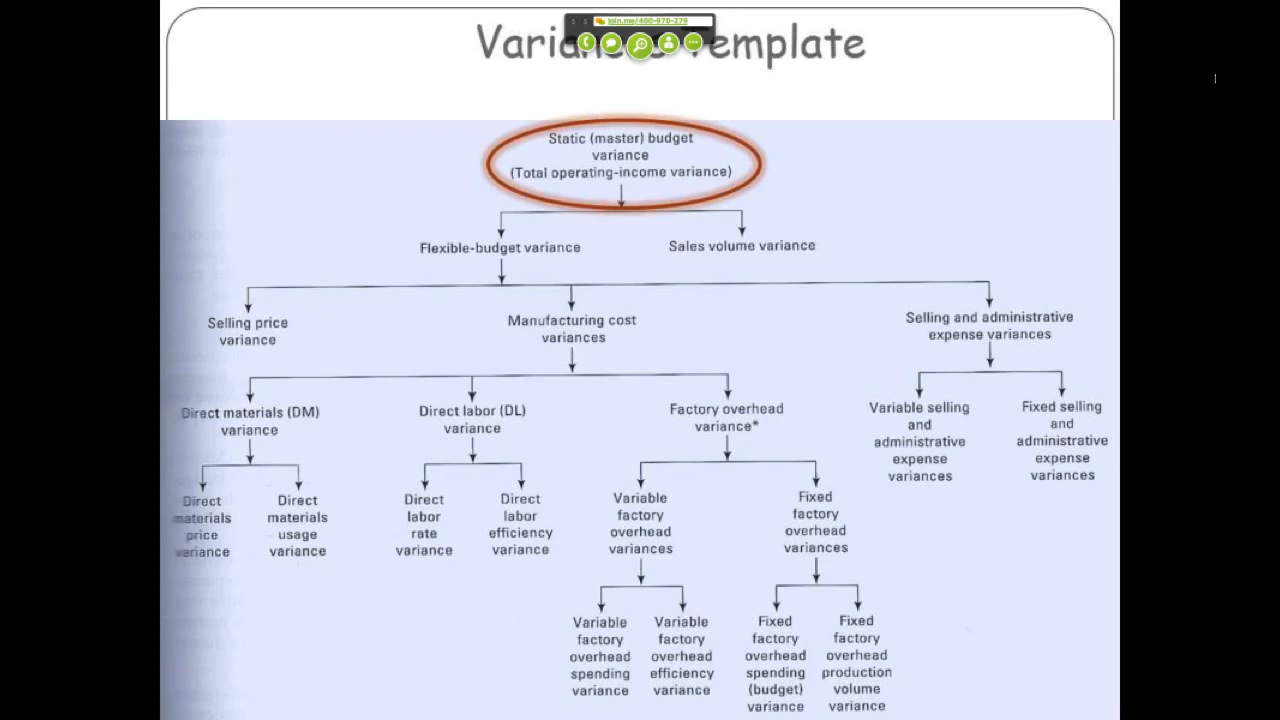 join.me/400-970-279
Variances Template
Static (master) budget
variance
(Total operating-income variance)
Flexible-budget variance
Sales volume variance
Selling price
variance
Manufacturing cost
variances
Selling and administrative
expense variances
Direct materials (DM)
variance
Direct labor (DL)
variance
Factory overhead
variance*
Variable selling
and
administrative
expense
variances
Fixed selling
and
administrative
expense
variances
Direct
materials
price
variance
Direct
materials
usage
variance
Direct
labor
rate
variance
Direct
labor
efficiency
variance
Variable
factory
overhead
variances
Fixed
factory
overhead
variances
Variable
factory
overhead
spending
variance
Variable
factory
overhead
efficiency
variance
Fixed
factory
overhead
spending
(budget)
variance
Fixed
factory
overhead
production
volume
variance